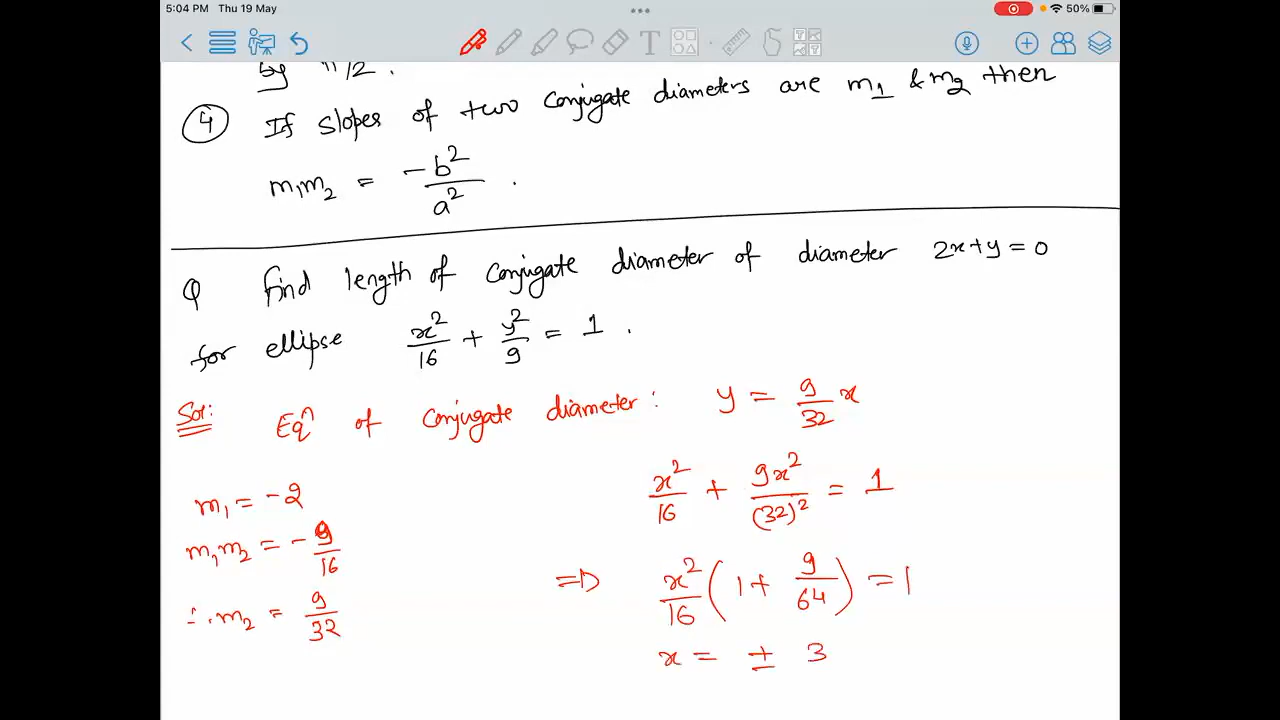 5:04 PM Thu 19 May
50%
T
by π/2 .
④ If slopes of two conjugate diameters are m₁ & m₂ then
m₁m₂ = -b²/a² .
Q Find length of conjugate diameter of diameter 2x+y=0
for ellipse x²/16 + y²/9 = 1 .
Sol: Eqⁿ of conjugate diameter : y = 9/32 x
m₁ = -2
m₁m₂ = -9/16
∴ m₂ = 9/32
x²/16 + 9x²/(32)² = 1
=> x²/16 (1 + 9/64) = 1
x = ± 3